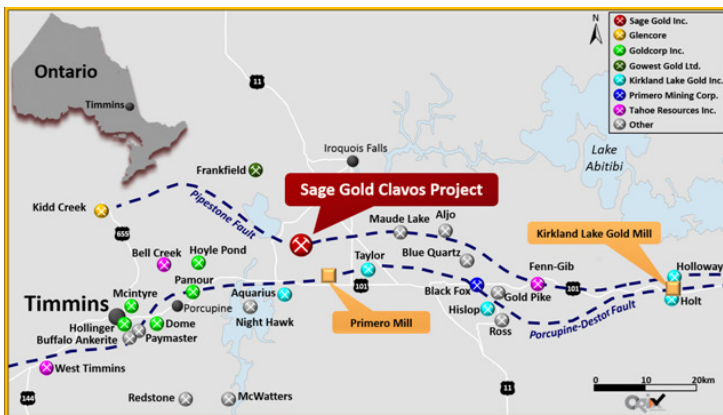 Ontario
Timmins
N
Sage Gold Inc.
Glencore
Goldcorp Inc.
Gowest Gold Ltd.
Kirkland Lake Gold Inc.
Primero Mining Corp.
Tahoe Resources Inc.
Other
11
Iroquois Falls
Lake
Abitibi
Frankfield
Sage Gold Clavos Project
Kidd Creek
Pipestone Fault
655
Maude Lake
Aljo
Kirkland Lake Gold Mill
Bell Creek
Hoyle Pond
Blue Quartz
Taylor
Fenn-Gib
Holloway
Pamour
101
Black Fox
Gold Pike
101
Timmins
Mcintyre
Porcupine
Aquarius
Holt
Hollinger
Dome
Night Hawk
Primero Mill
Hislop
Porcupine-Destor Fault
Buffalo Ankerite
Paymaster
Ross
West Timmins
144
Redstone
McWatters
11
0 10 20km